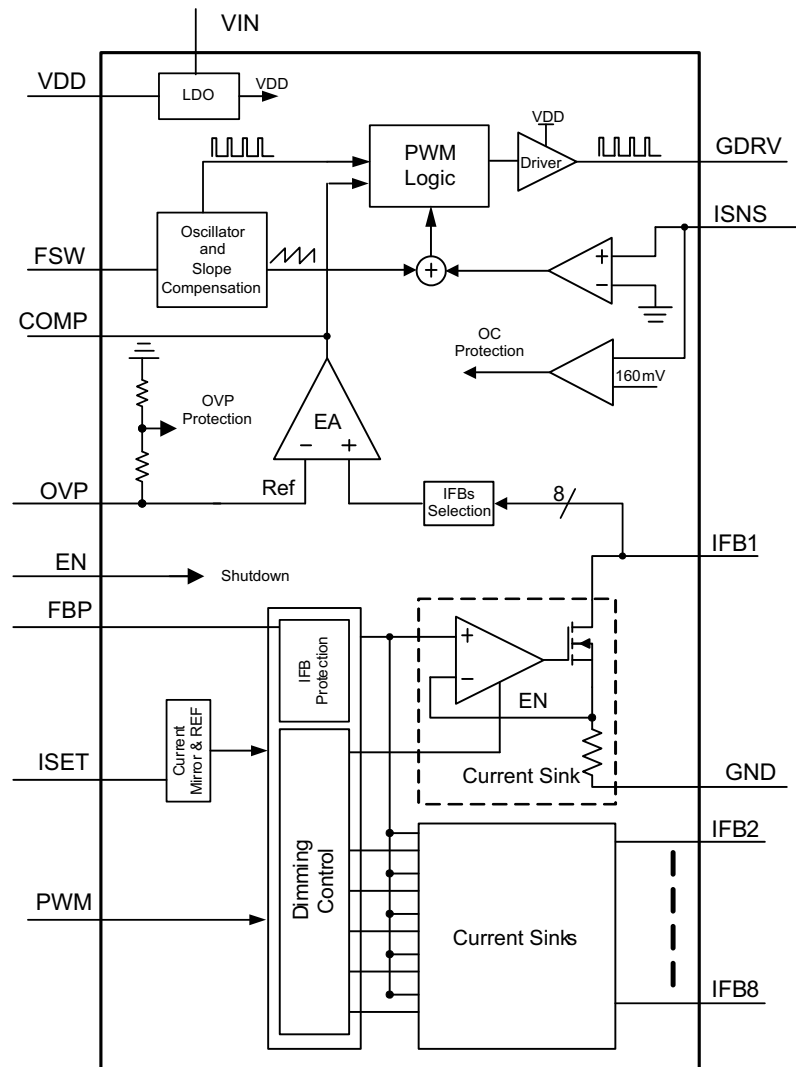 VIN
VDD
LDO
VDD
VDD
PWM
Logic
Driver
GDRV
ISNS
Oscillator
and
Slope
Compensation
FSW
+
+
−
COMP
OC
Protection
160mV
OVP
Protection
EA
−
+
OVP
Ref
IFBs
Selection
8
IFB1
EN
Shutdown
FBP
IFB
Protection
+
−
EN
Current
Mirror & REF
ISET
Current Sink
GND
IFB2
Dimming
Control
PWM
Current Sinks
IFB8